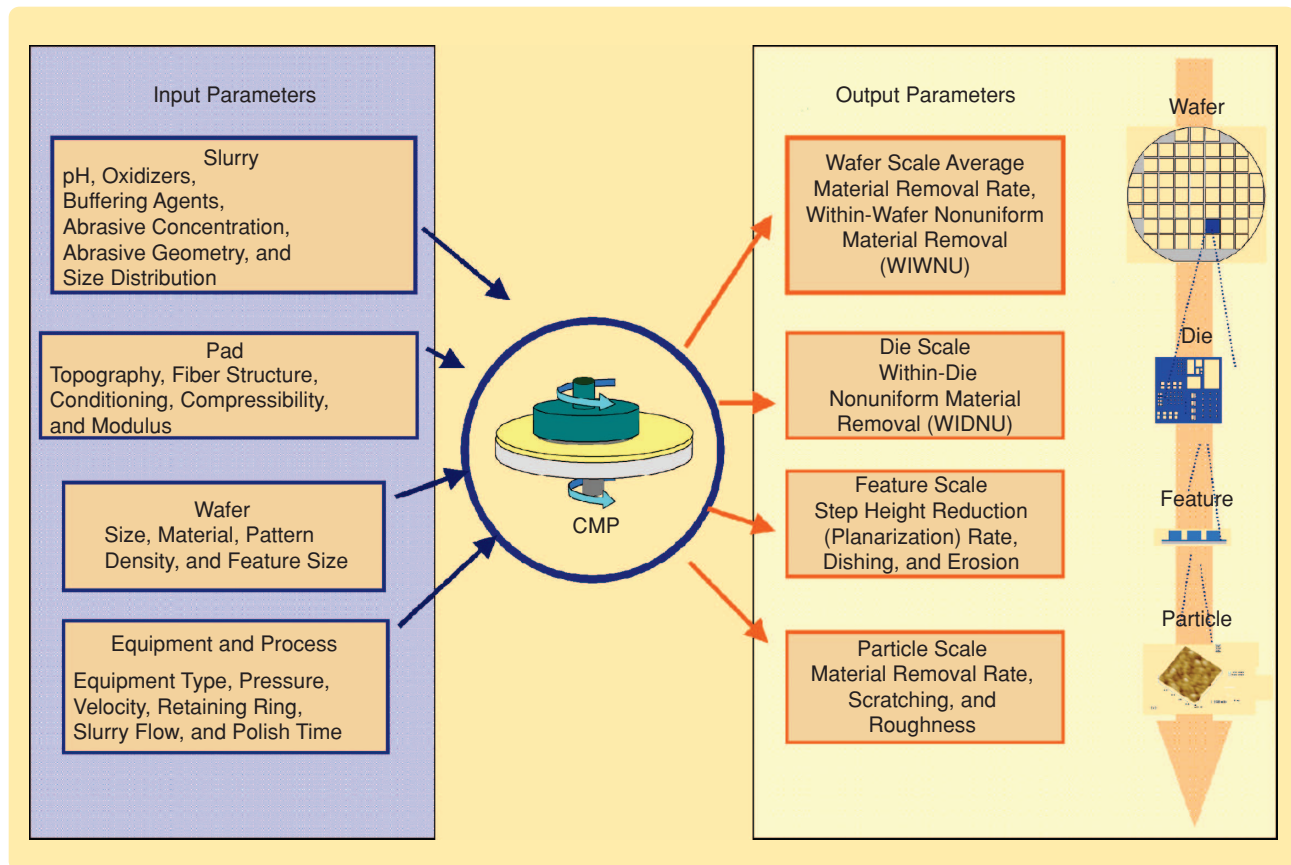 Input Parameters
Slurry
pH, Oxidizers,
Buffering Agents,
Abrasive Concentration,
Abrasive Geometry, and
Size Distribution
Pad
Topography, Fiber Structure,
Conditioning, Compressibility,
and Modulus
Wafer
Size, Material, Pattern
Density, and Feature Size
Equipment and Process
Equipment Type, Pressure,
Velocity, Retaining Ring,
Slurry Flow, and Polish Time
CMP
Output Parameters
Wafer Scale Average
Material Removal Rate,
Within-Wafer Nonuniform
Material Removal
(WIWNU)
Die Scale
Within-Die
Nonuniform Material
Removal (WIDNU)
Feature Scale
Step Height Reduction
(Planarization) Rate,
Dishing, and Erosion
Particle Scale
Material Removal Rate,
Scratching, and
Roughness
Wafer
Die
Feature
Particle